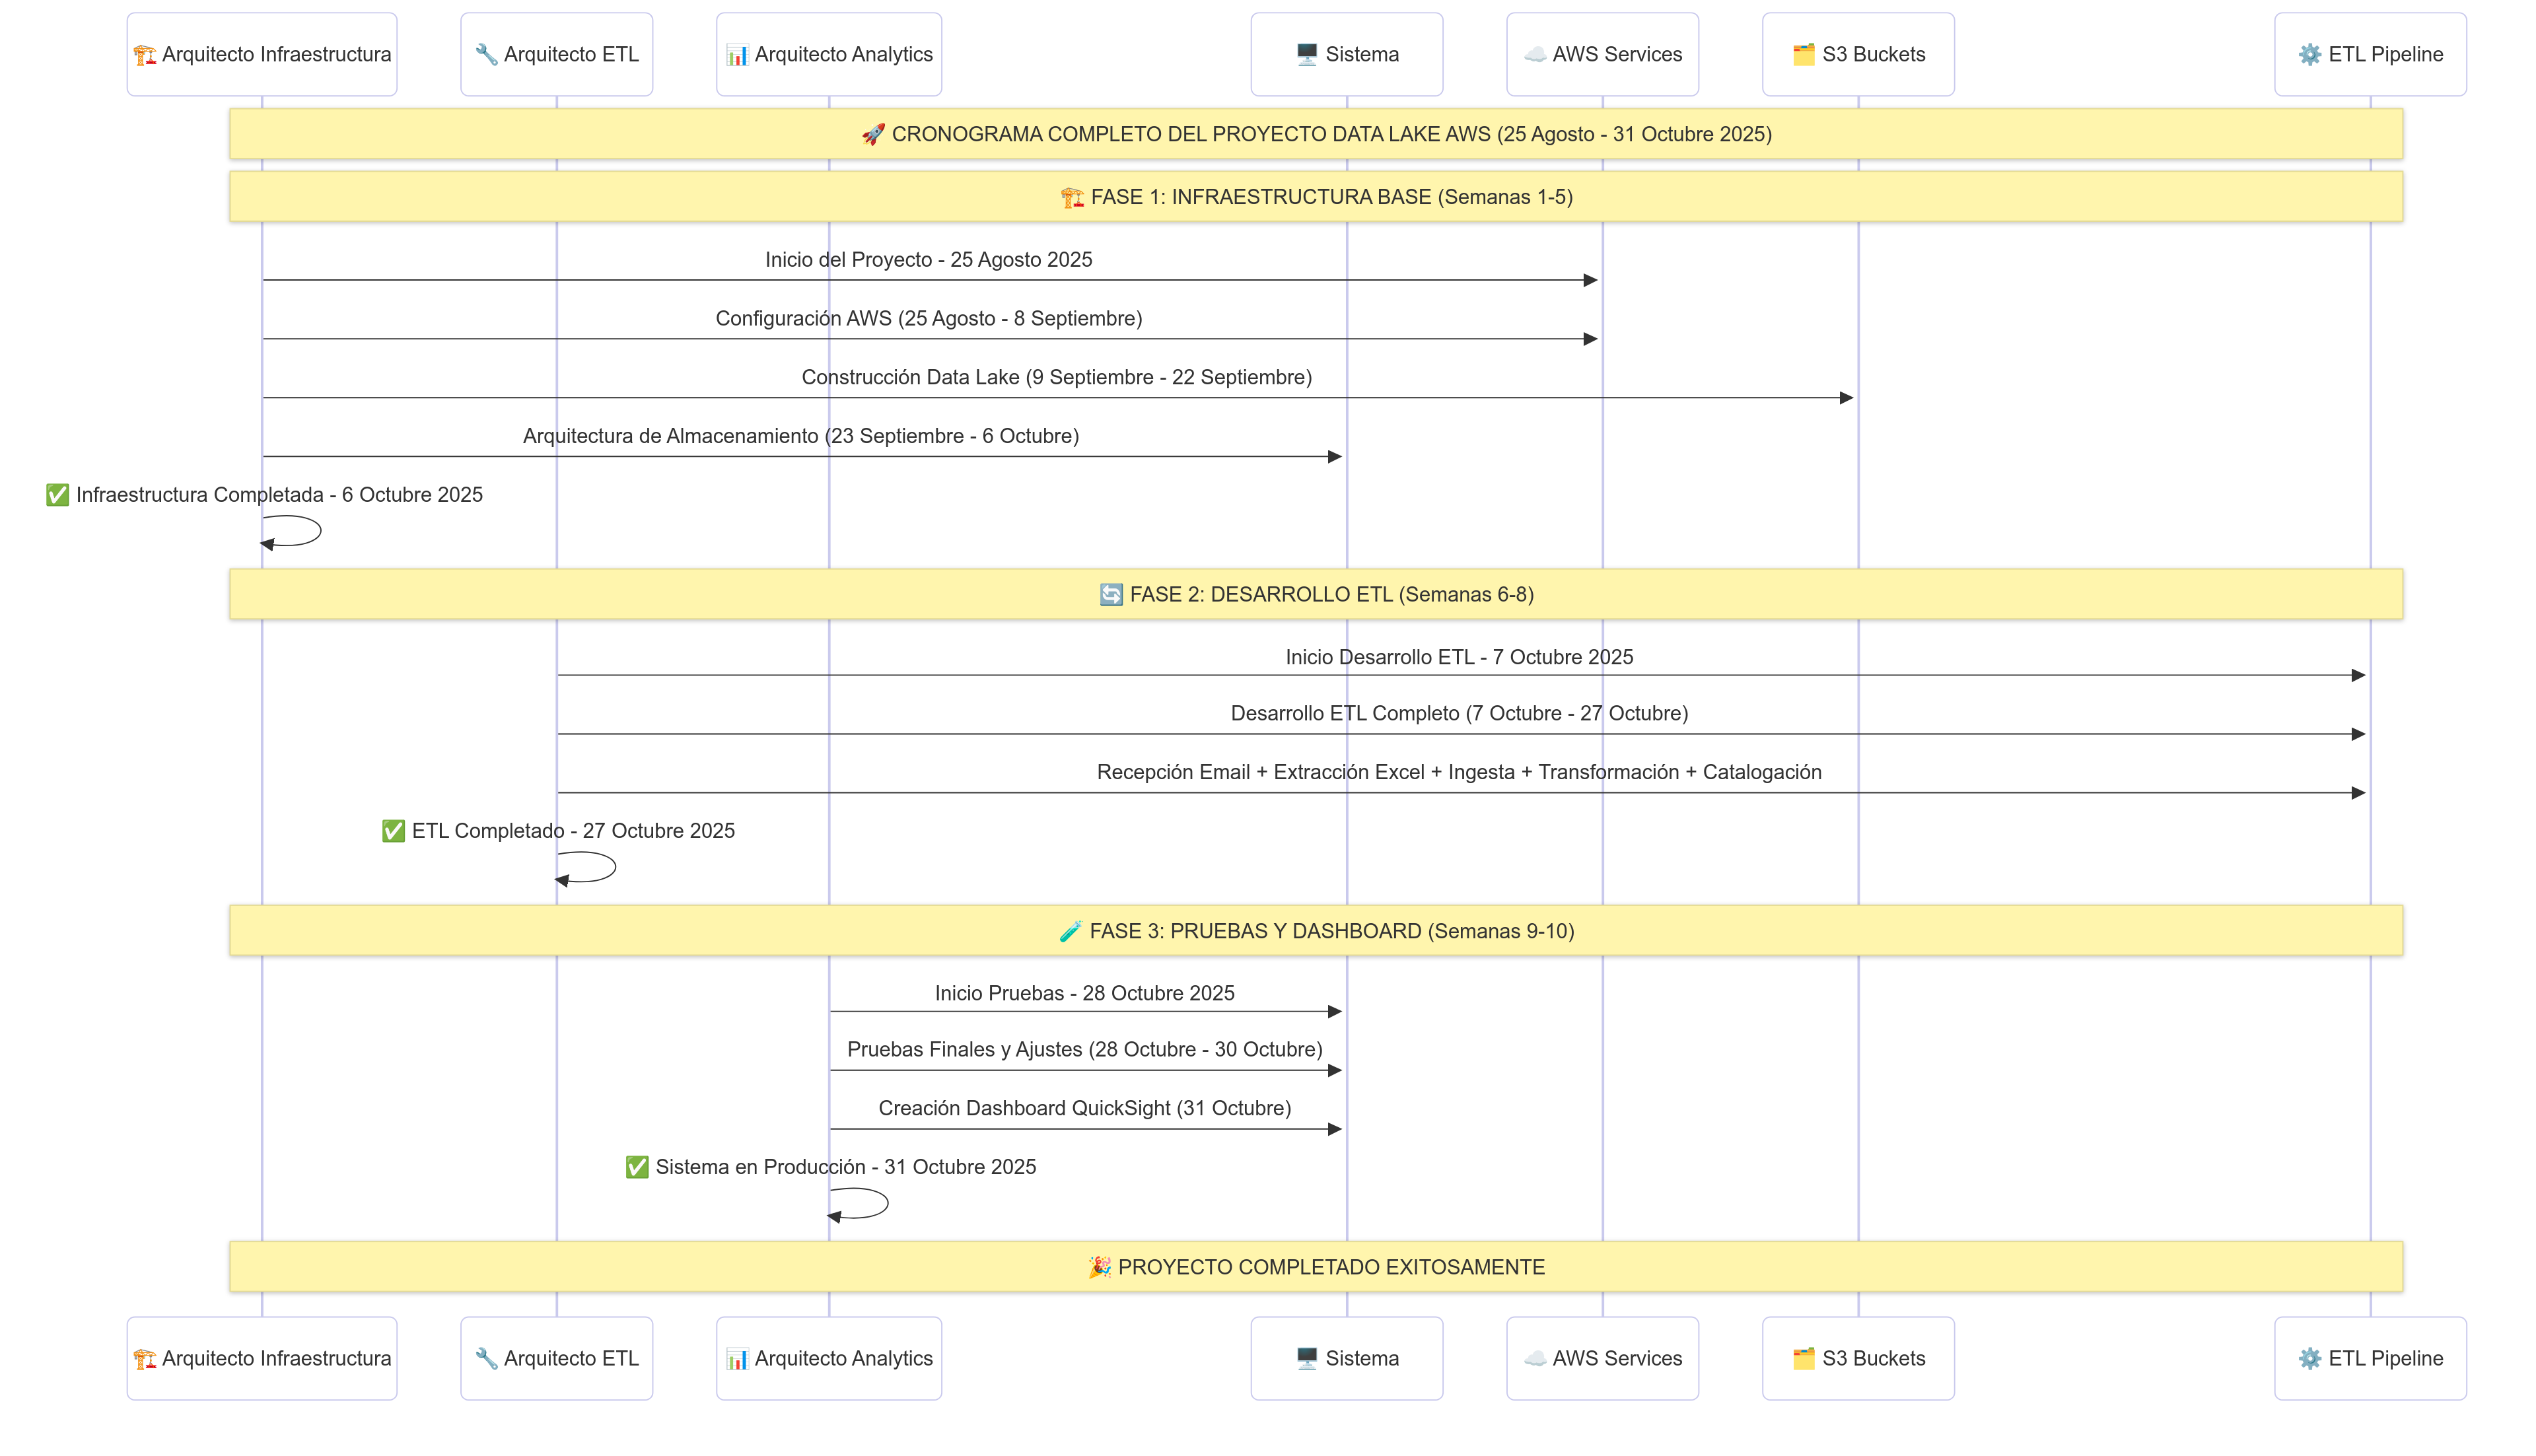 🏗️ Arquitecto Infraestructura
🔧 Arquitecto ETL
📊 Arquitecto Analytics
🖥️ Sistema
☁️ AWS Services
🗂️ S3 Buckets
⚙️ ETL Pipeline
🚀 CRONOGRAMA COMPLETO DEL PROYECTO DATA LAKE AWS (25 Agosto - 31 Octubre 2025)
🏗️ FASE 1: INFRAESTRUCTURA BASE (Semanas 1-5)
Inicio del Proyecto - 25 Agosto 2025
Configuración AWS (25 Agosto - 8 Septiembre)
Construcción Data Lake (9 Septiembre - 22 Septiembre)
Arquitectura de Almacenamiento (23 Septiembre - 6 Octubre)
✅ Infraestructura Completada - 6 Octubre 2025
🔄 FASE 2: DESARROLLO ETL (Semanas 6-8)
Inicio Desarrollo ETL - 7 Octubre 2025
Desarrollo ETL Completo (7 Octubre - 27 Octubre)
Recepción Email + Extracción Excel + Ingesta + Transformación + Catalogación
✅ ETL Completado - 27 Octubre 2025
🧪 FASE 3: PRUEBAS Y DASHBOARD (Semanas 9-10)
Inicio Pruebas - 28 Octubre 2025
Pruebas Finales y Ajustes (28 Octubre - 30 Octubre)
Creación Dashboard QuickSight (31 Octubre)
✅ Sistema en Producción - 31 Octubre 2025
🎉 PROYECTO COMPLETADO EXITOSAMENTE
🏗️ Arquitecto Infraestructura
🔧 Arquitecto ETL
📊 Arquitecto Analytics
🖥️ Sistema
☁️ AWS Services
🗂️ S3 Buckets
⚙️ ETL Pipeline